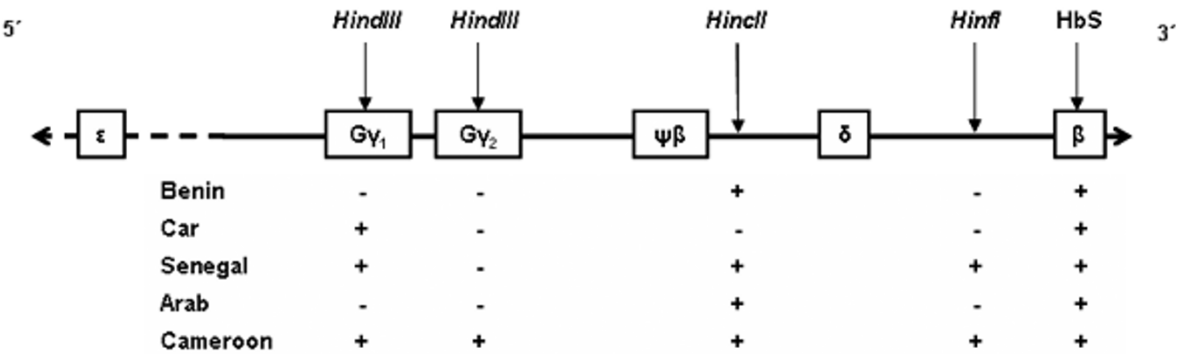 5´ HindIII HindIII HincII HinfI HbS 3´
ε Gγ1 Gγ2 ψβ δ β
Benin - - + - +
Car + - - - +
Senegal + - + + +
Arab - - + - +
Cameroon + + + + +